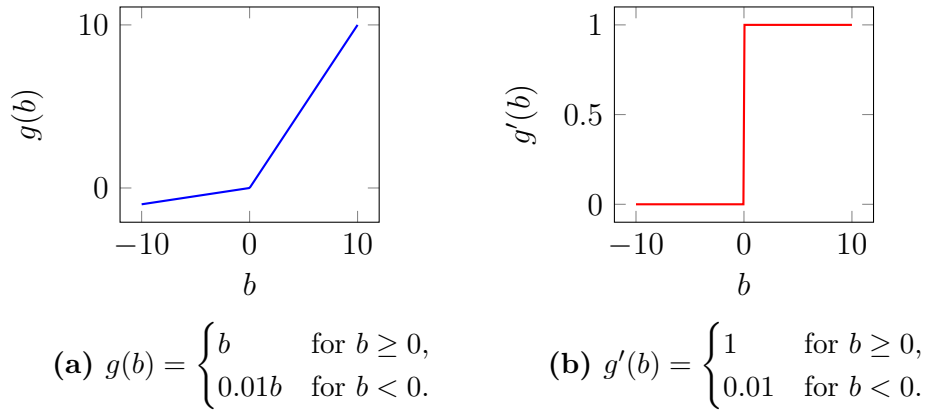 10
0
g(b)
−10 0 10
b
1
0.5
0
g′(b)
−10 0 10
b
(a) g(b) = { b for b ≥ 0,
0.01b for b < 0.
(b) g′(b) = { 1 for b ≥ 0,
0.01 for b < 0.